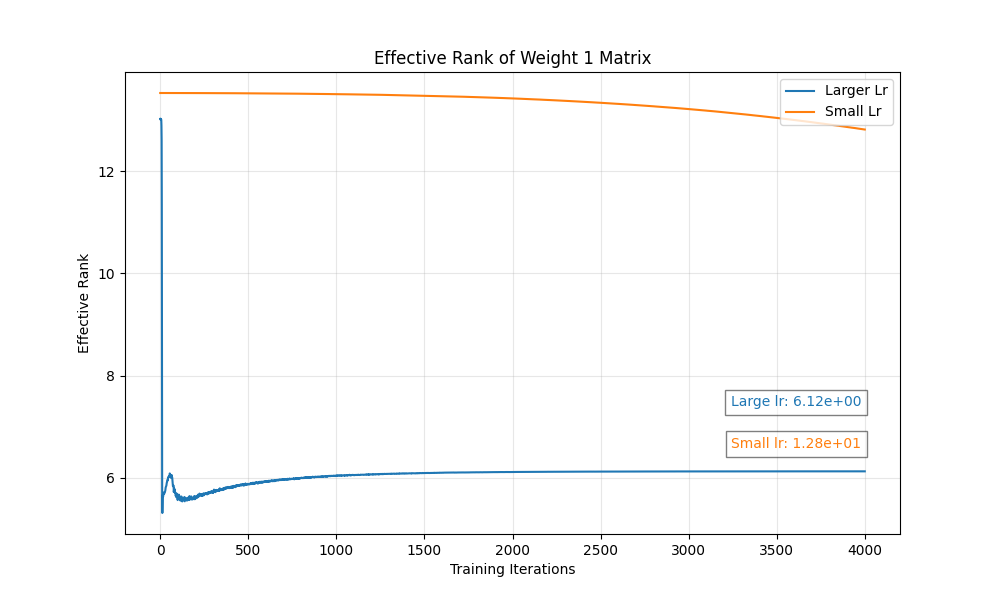 Effective Rank of Weight 1 Matrix
Larger Lr
Small Lr
12
10
8
6
Effective Rank
Large lr: 6.12e+00
Small lr: 1.28e+01
0 500 1000 1500 2000 2500 3000 3500 4000
Training Iterations